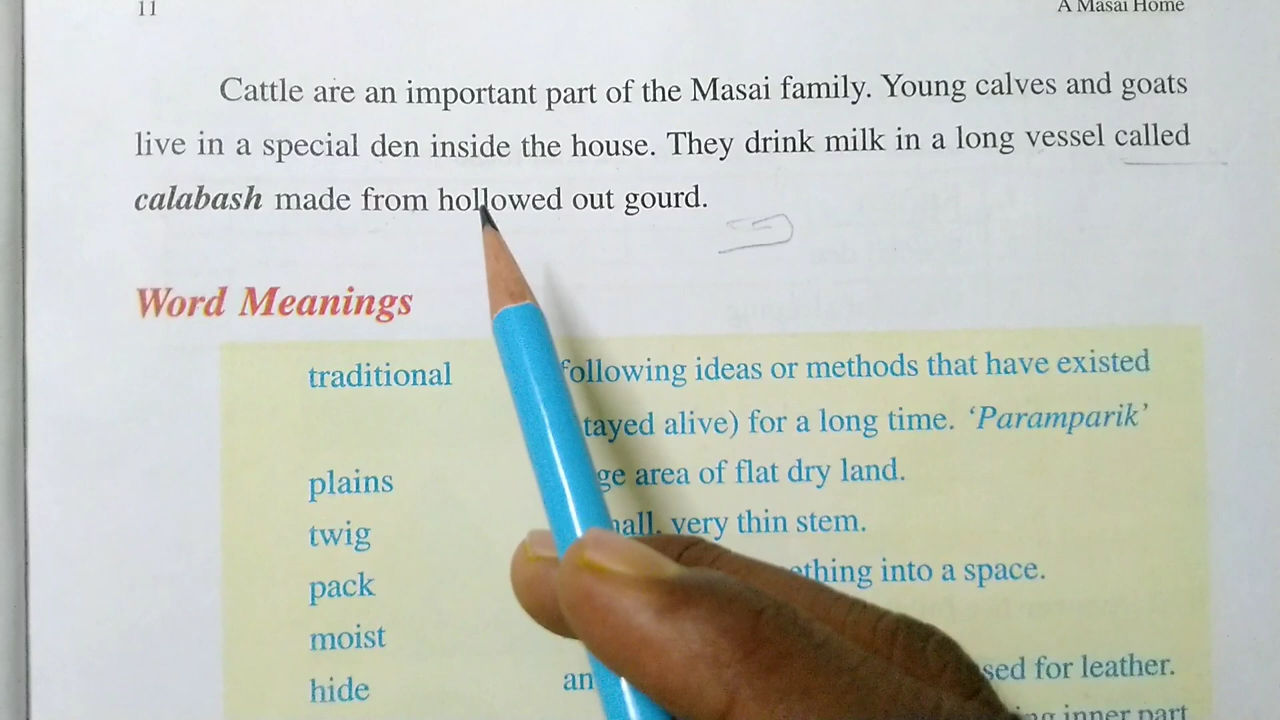 11 A Masai Home
Cattle are an important part of the Masai family. Young calves and goats
live in a special den inside the house. They drink milk in a long vessel called
calabash made from hollowed out gourd.
Word Meanings
traditional following ideas or methods that have existed
tayed alive) for a long time. ‘Paramparik’
plains ge area of flat dry land.
twig very thin stem.
pack into a space.
moist
hide an sed for leather.
inner part